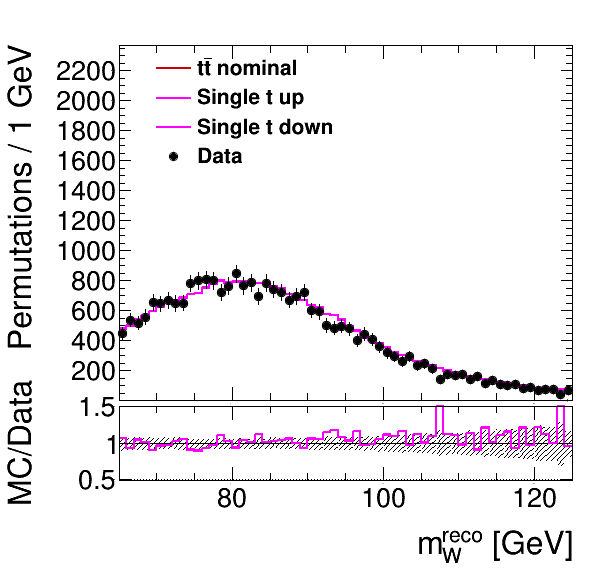 Permutations / 1 GeV
2200
2000
1800
1600
1400
1200
1000
800
600
400
200
tt̄ nominal
Single t up
Single t down
Data
MC/Data
1.5
1
0.5
80
100
120
m_W^reco [GeV]